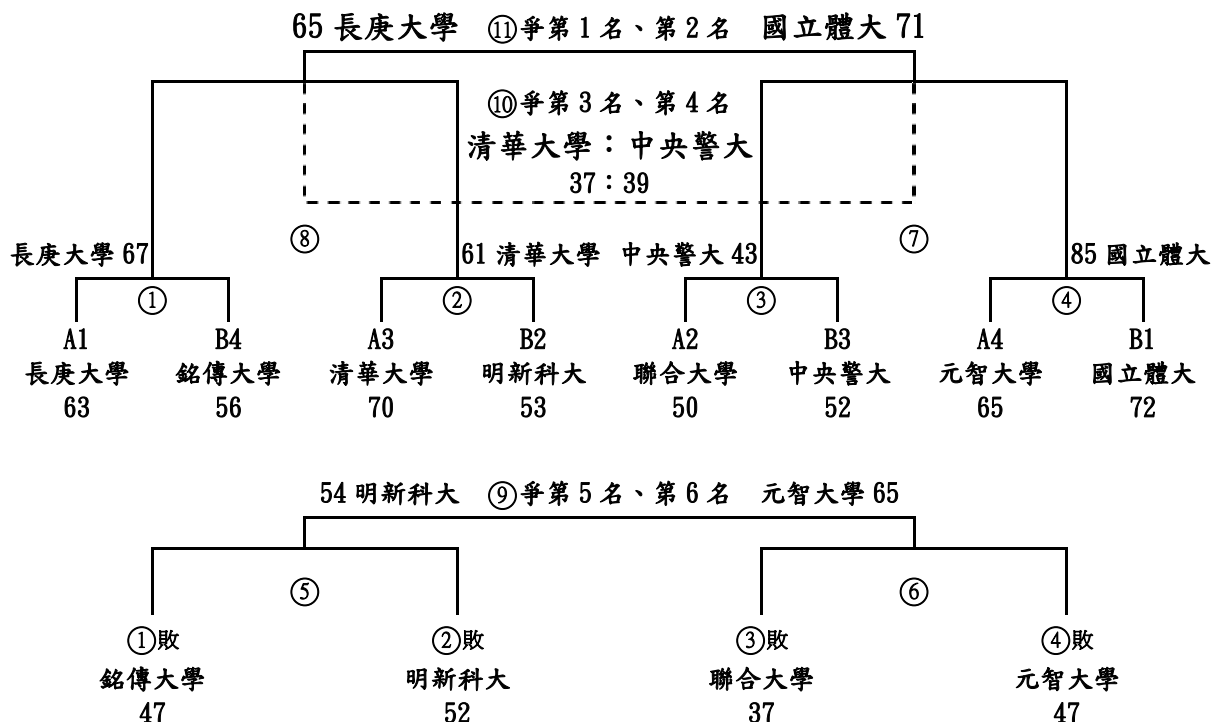 65 長庚大學 ⑪爭第 1 名、第 2 名 國立體大 71
⑩爭第 3 名、第 4 名
清華大學：中央警大
37：39
⑧ ⑦
長庚大學 67 61 清華大學 中央警大 43 85 國立體大
① ② ③ ④
A1 B4 A3 B2 A2 B3 A4 B1
長庚大學 銘傳大學 清華大學 明新科大 聯合大學 中央警大 元智大學 國立體大
63 56 70 53 50 52 65 72
54 明新科大 ⑨爭第 5 名、第 6 名 元智大學 65
⑤ ⑥
①敗 ②敗 ③敗 ④敗
銘傳大學 明新科大 聯合大學 元智大學
47 52 37 47